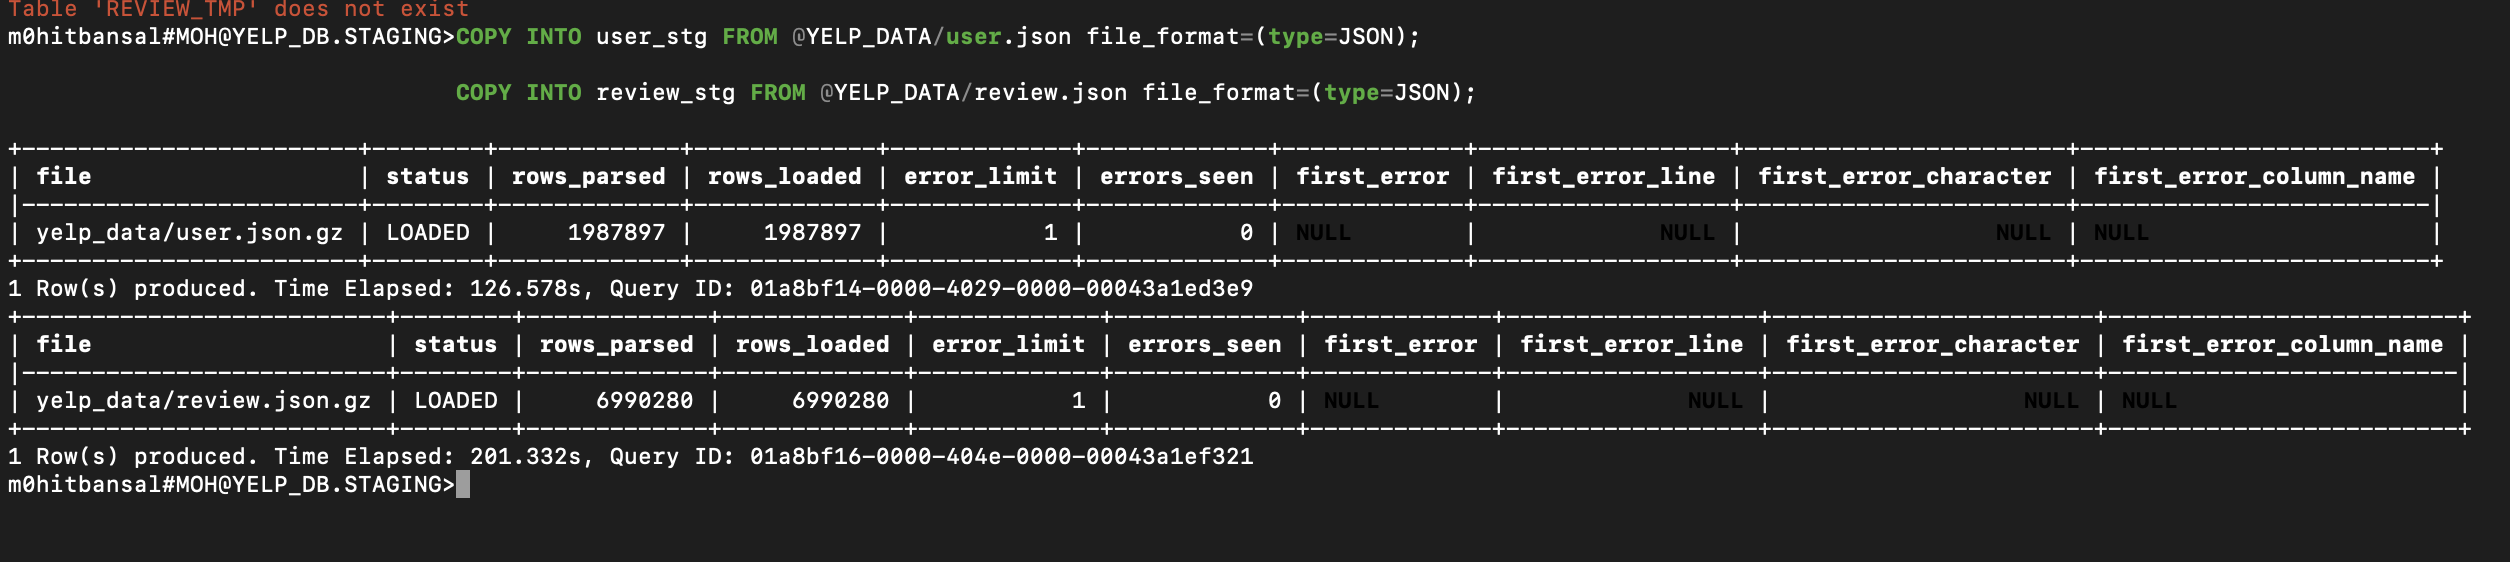 Table 'REVIEW_TMP' does not exist
m0hitbansal#MOH@YELP_DB.STAGING>COPY INTO user_stg FROM @YELP_DATA/user.json file_format=(type=JSON);
COPY INTO review_stg FROM @YELP_DATA/review.json file_format=(type=JSON);
+------------------------+--------+-------------+-------------+-------------+-------------+-------------+------------------+-----------------------+-------------------------+
| file                   | status | rows_parsed | rows_loaded | error_limit | errors_seen | first_error | first_error_line | first_error_character | first_error_column_name |
|------------------------+--------+-------------+-------------+-------------+-------------+-------------+------------------+-----------------------+-------------------------|
| yelp_data/user.json.gz | LOADED |     1987897 |     1987897 |           1 |           0 | NULL        |             NULL |                  NULL | NULL                    |
+------------------------+--------+-------------+-------------+-------------+-------------+-------------+------------------+-----------------------+-------------------------+
1 Row(s) produced. Time Elapsed: 126.578s, Query ID: 01a8bf14-0000-4029-0000-00043a1ed3e9
+--------------------------+--------+-------------+-------------+-------------+-------------+-------------+------------------+-----------------------+-------------------------+
| file                     | status | rows_parsed | rows_loaded | error_limit | errors_seen | first_error | first_error_line | first_error_character | first_error_column_name |
|--------------------------+--------+-------------+-------------+-------------+-------------+-------------+------------------+-----------------------+-------------------------|
| yelp_data/review.json.gz | LOADED |     6990280 |     6990280 |           1 |           0 | NULL        |             NULL |                  NULL | NULL                    |
+--------------------------+--------+-------------+-------------+-------------+-------------+-------------+------------------+-----------------------+-------------------------+
1 Row(s) produced. Time Elapsed: 201.332s, Query ID: 01a8bf16-0000-404e-0000-00043a1ef321
m0hitbansal#MOH@YELP_DB.STAGING>